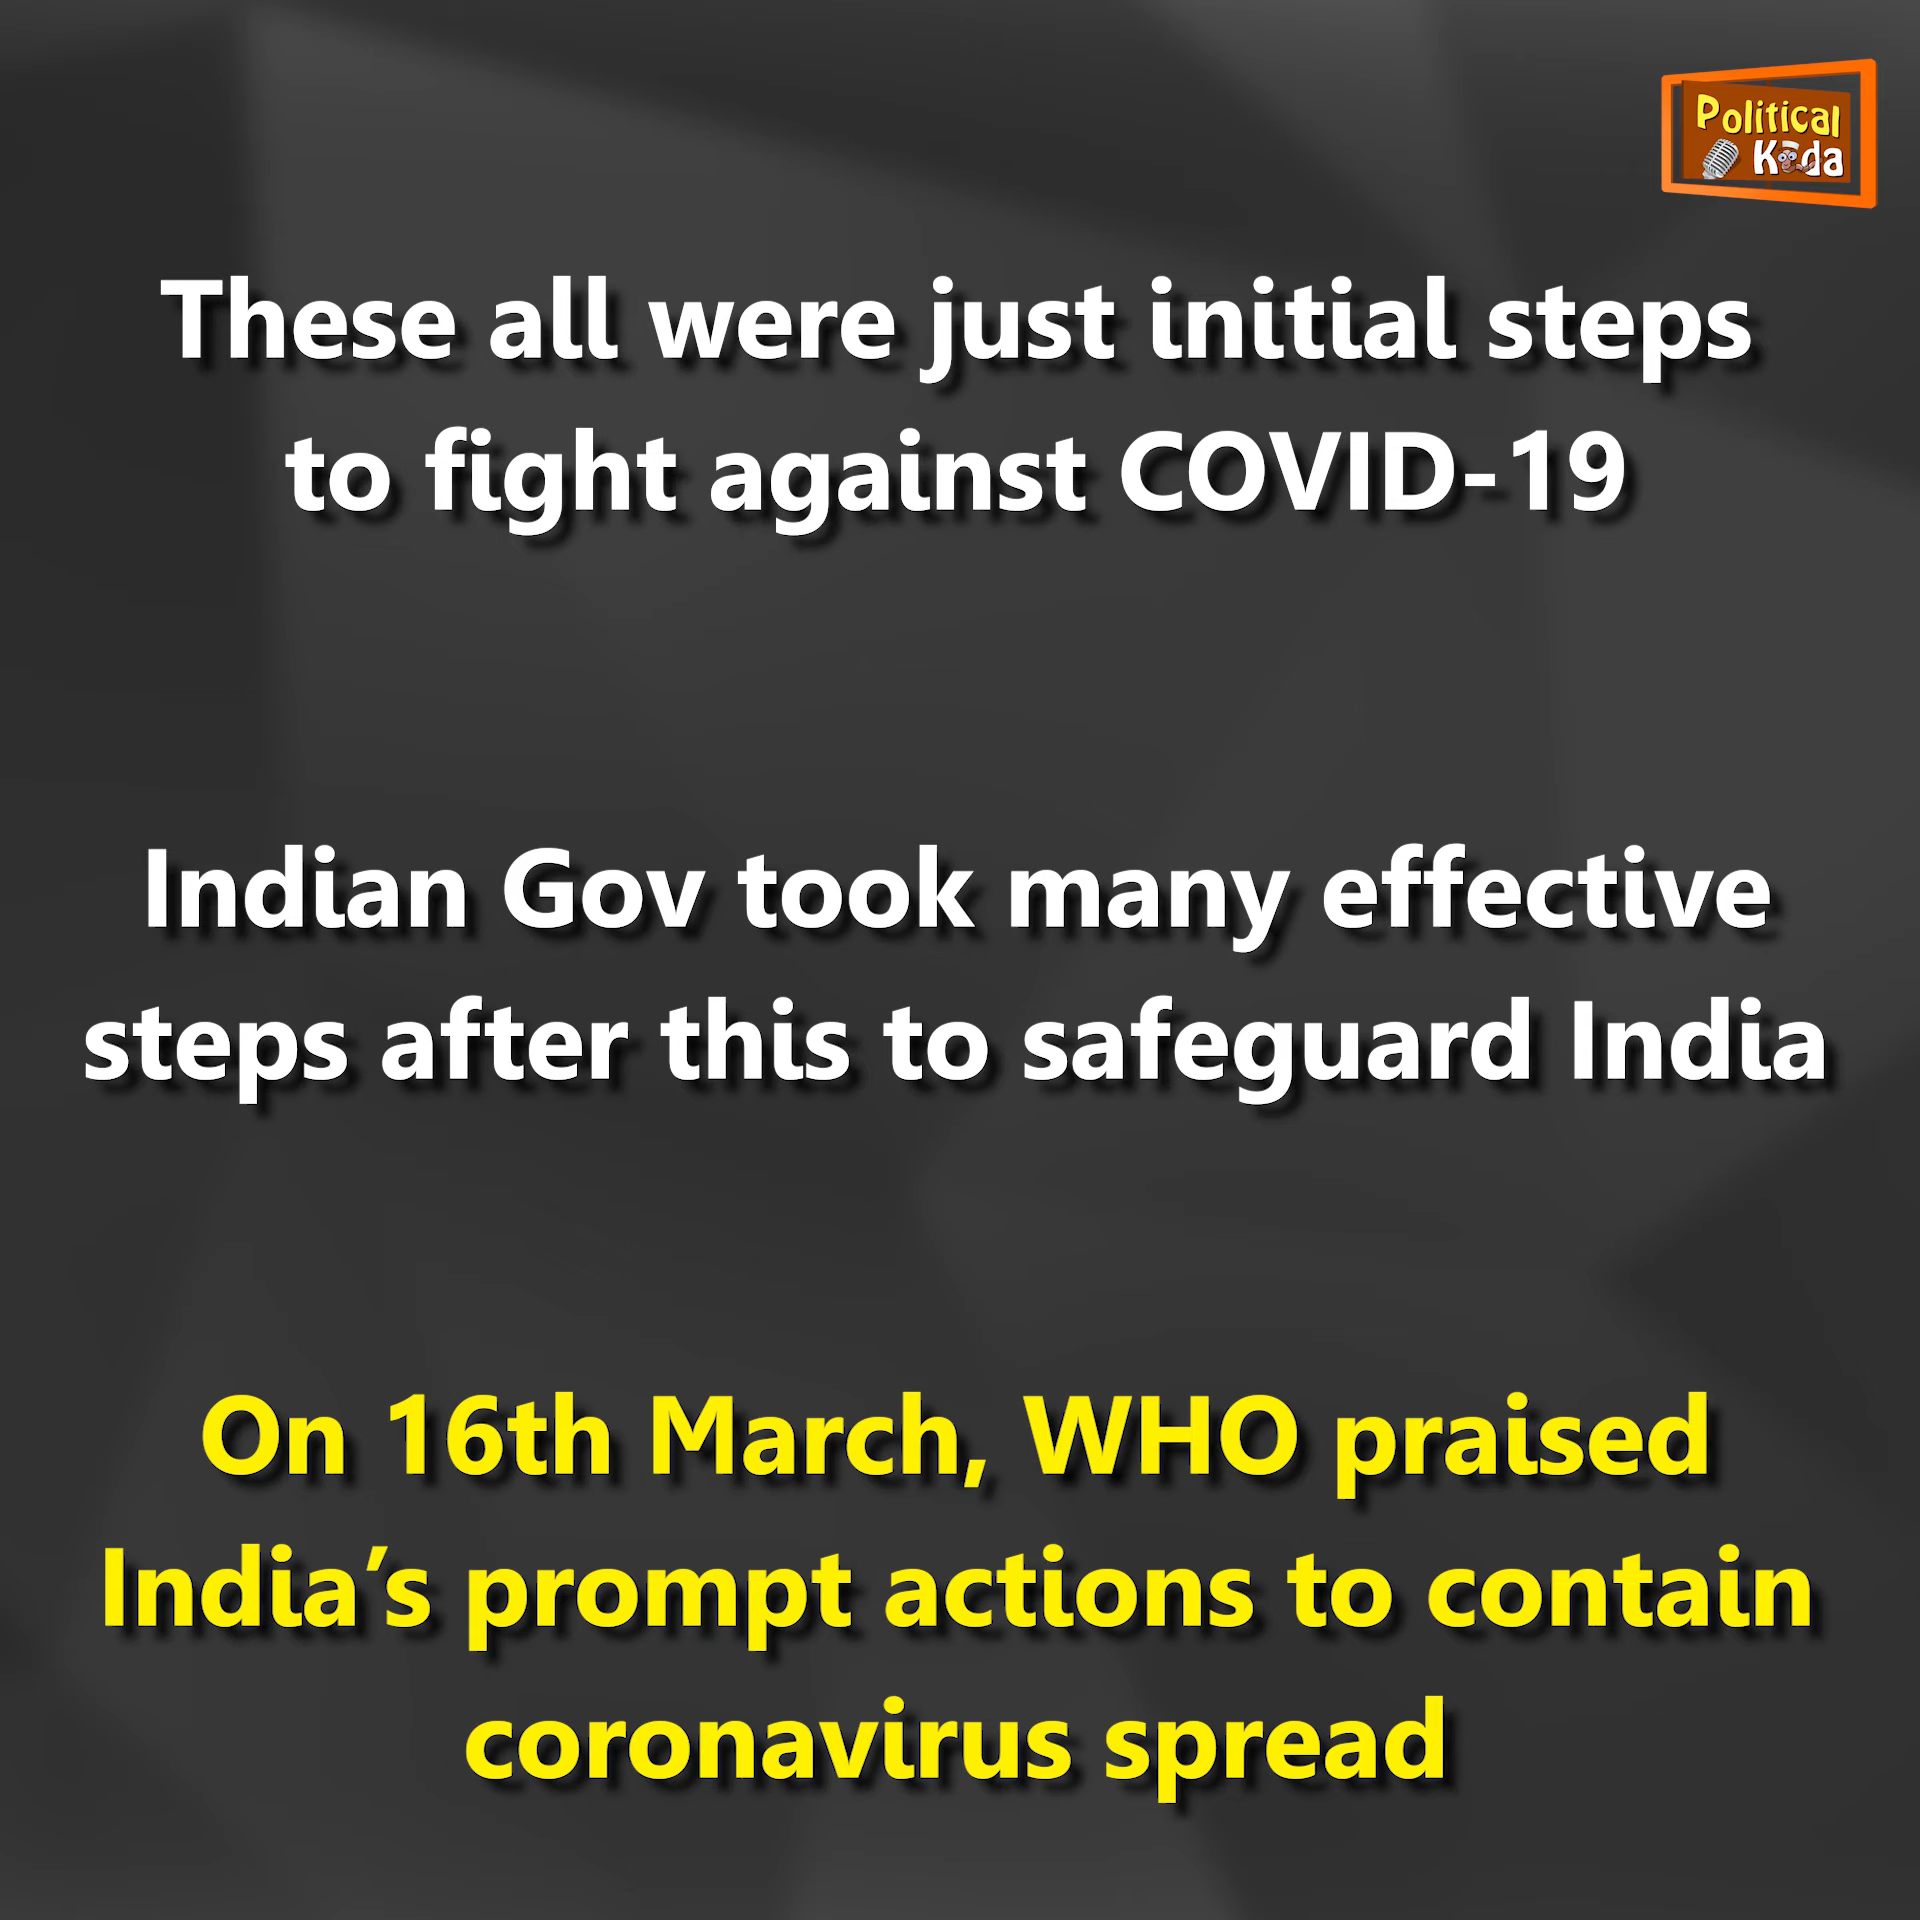 Political
Keeda
These all were just initial steps
to fight against COVID-19
Indian Gov took many effective
steps after this to safeguard India
On 16th March, WHO praised
India’s prompt actions to contain
coronavirus spread